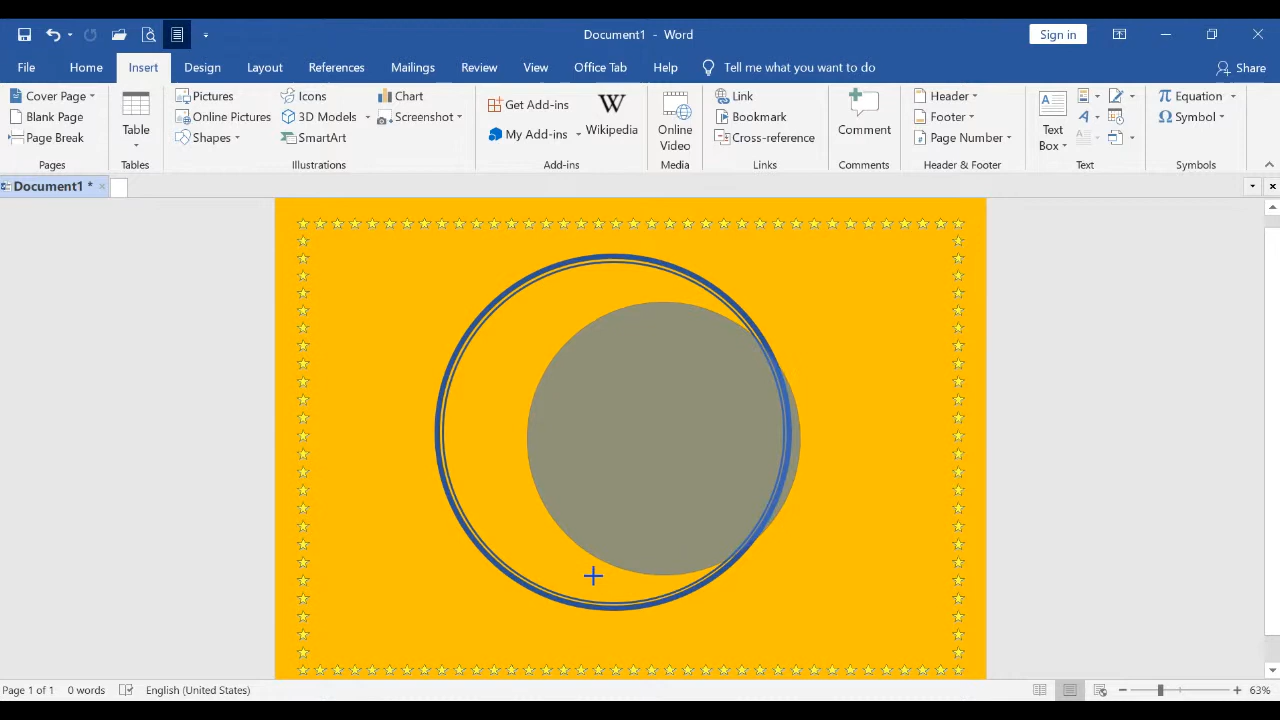 Document1 - Word
Sign in
File Home Insert Design Layout References Mailings Review View Office Tab Help Tell me what you want to do Share
Cover Page
Blank Page
Page Break
Pages
Table
Tables
Pictures
Online Pictures
Shapes
Icons
3D Models
SmartArt
Chart
Screenshot
Illustrations
Get Add-ins
My Add-ins
W
Wikipedia
Add-ins
Online
Video
Media
Link
Bookmark
Cross-reference
Links
Comment
Comments
Header
Footer
Page Number
Header & Footer
Text
Box
Text
Equation
Symbol
Symbols
Document1 *
Page 1 of 1 0 words English (United States) 63%